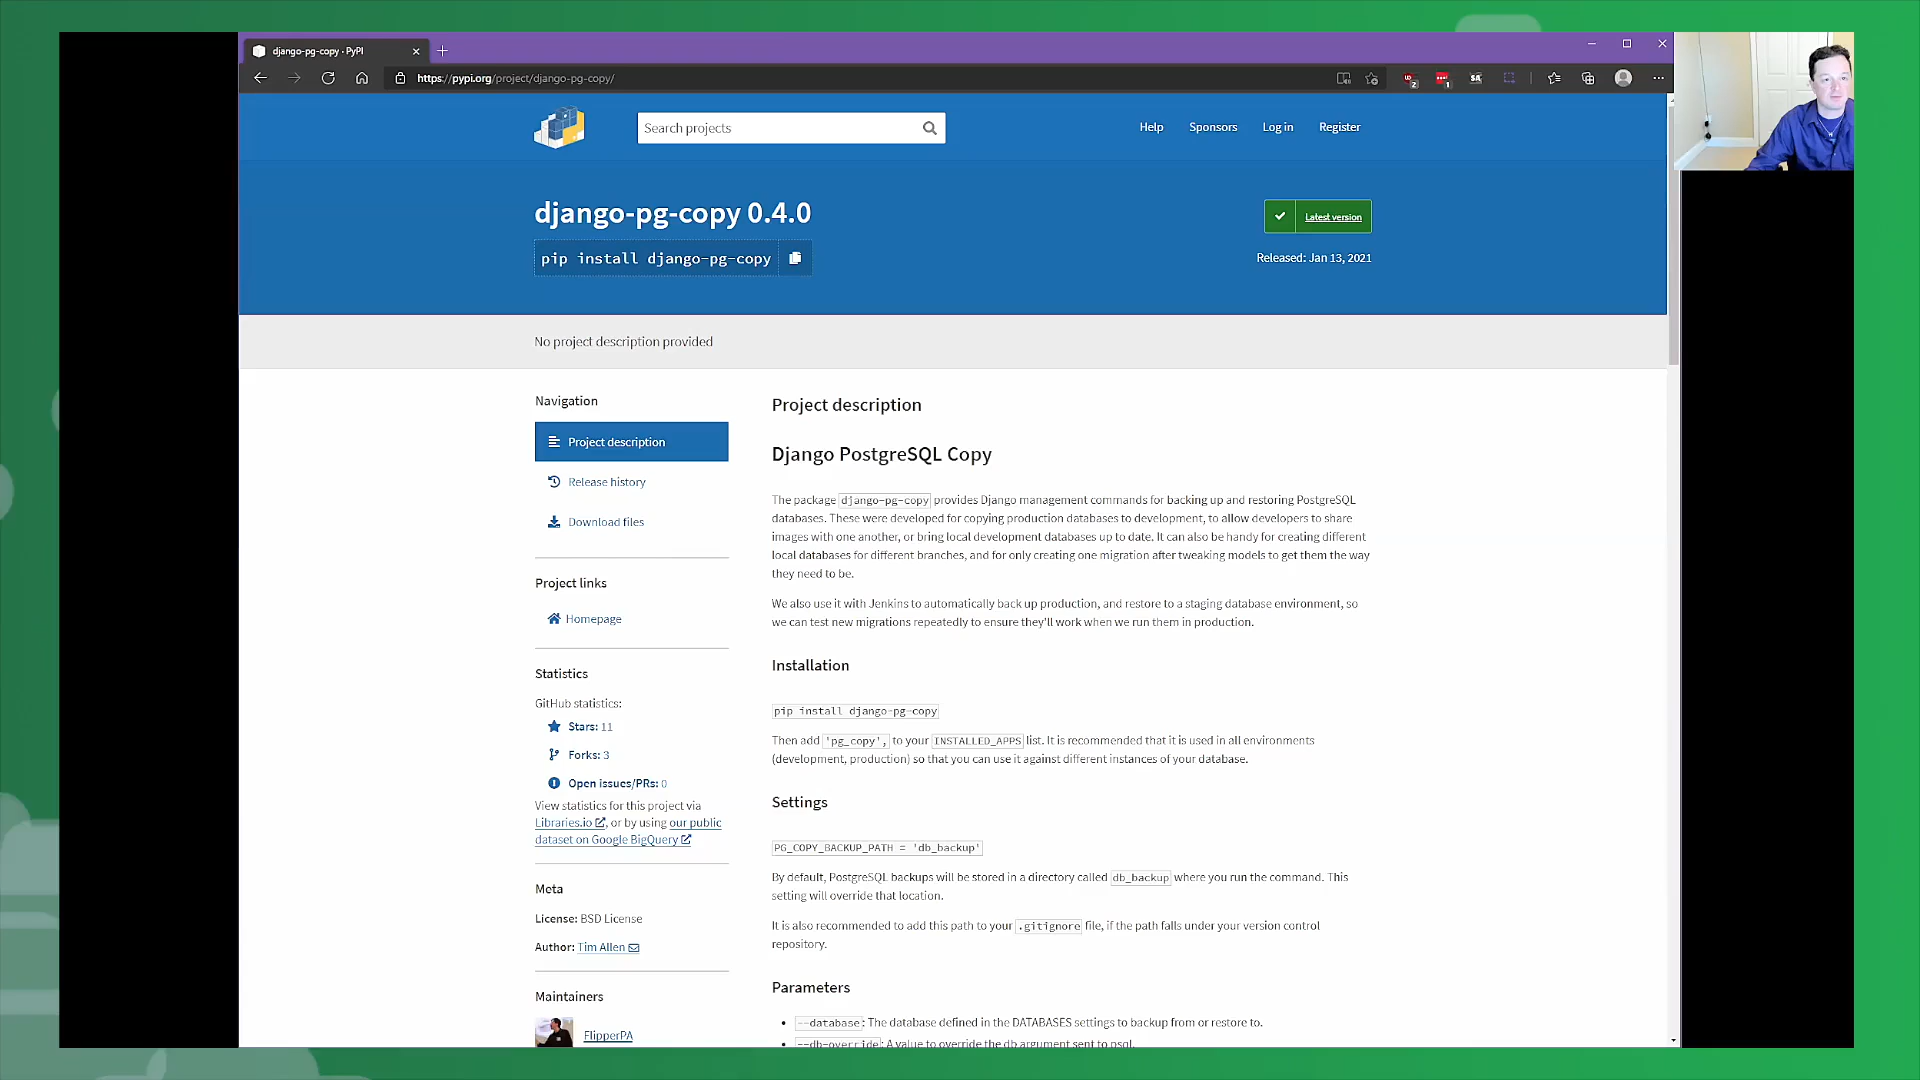 django-pg-copy · PyPI
https://pypi.org/project/django-pg-copy/
2
1
SA
Search projects
Help
Sponsors
Log in
Register
django-pg-copy 0.4.0
Latest version
pip install django-pg-copy
Released: Jan 13, 2021
No project description provided
Navigation
Project description
Release history
Download files
Project links
Homepage
Statistics
GitHub statistics:
Stars: 11
Forks: 3
Open issues/PRs: 0
View statistics for this project via
Libraries.io, or by using our public
dataset on Google BigQuery
Meta
License: BSD License
Author: Tim Allen
Maintainers
FlipperPA
Project description
Django PostgreSQL Copy
The package django-pg-copy provides Django management commands for backing up and restoring PostgreSQL
databases. These were developed for copying production databases to development, to allow developers to share
images with one another, or bring local development databases up to date. It can also be handy for creating different
local databases for different branches, and for only creating one migration after tweaking models to get them the way
they need to be.
We also use it with Jenkins to automatically back up production, and restore to a staging database environment, so
we can test new migrations repeatedly to ensure they'll work when we run them in production.
Installation
pip install django-pg-copy
Then add 'pg_copy', to your INSTALLED_APPS list. It is recommended that it is used in all environments
(development, production) so that you can use it against different instances of your database.
Settings
PG_COPY_BACKUP_PATH = 'db_backup'
By default, PostgreSQL backups will be stored in a directory called db_backup where you run the command. This
setting will override that location.
It is also recommended to add this path to your .gitignore file, if the path falls under your version control
repository.
Parameters
• --database: The database defined in the DATABASES settings to backup from or restore to.
• --db-override: A value to override the db argument sent to psql.